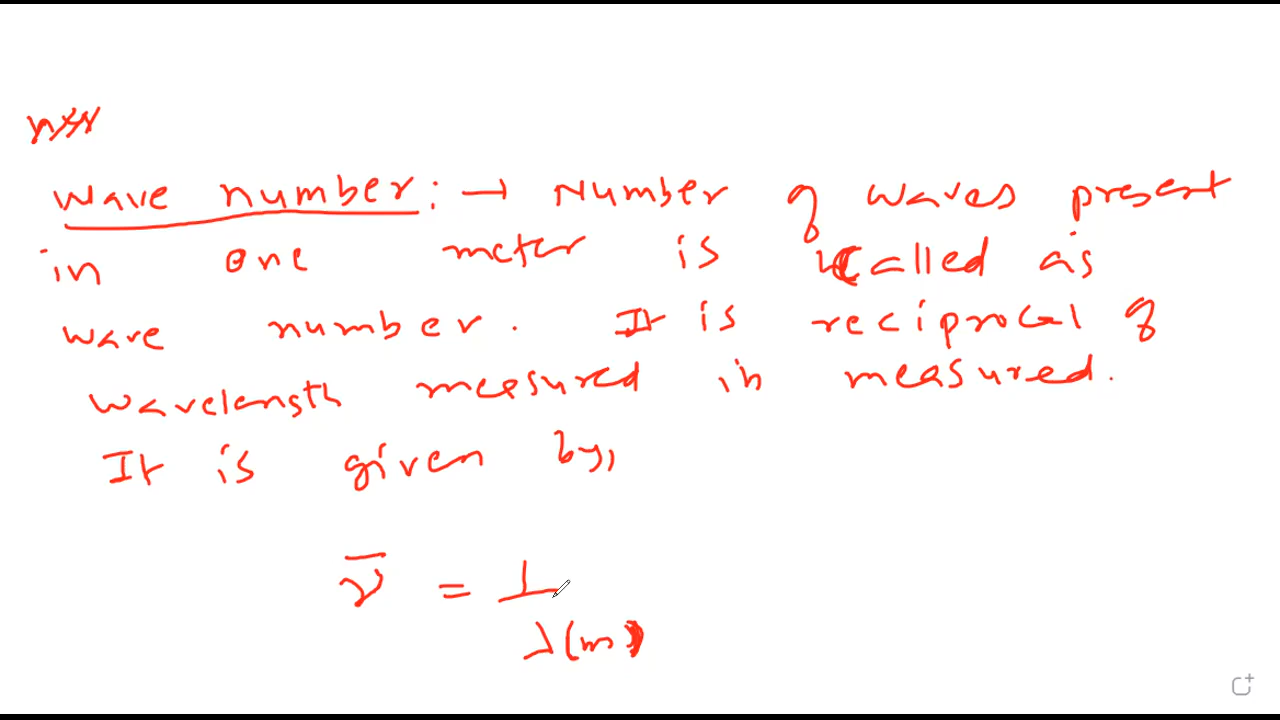 Wave number : → Number of waves present
in one meter is called as
wave number. It is reciprocal of
wavelength measured in measured.
It is given by,
ν̅ = 1/λ(m)